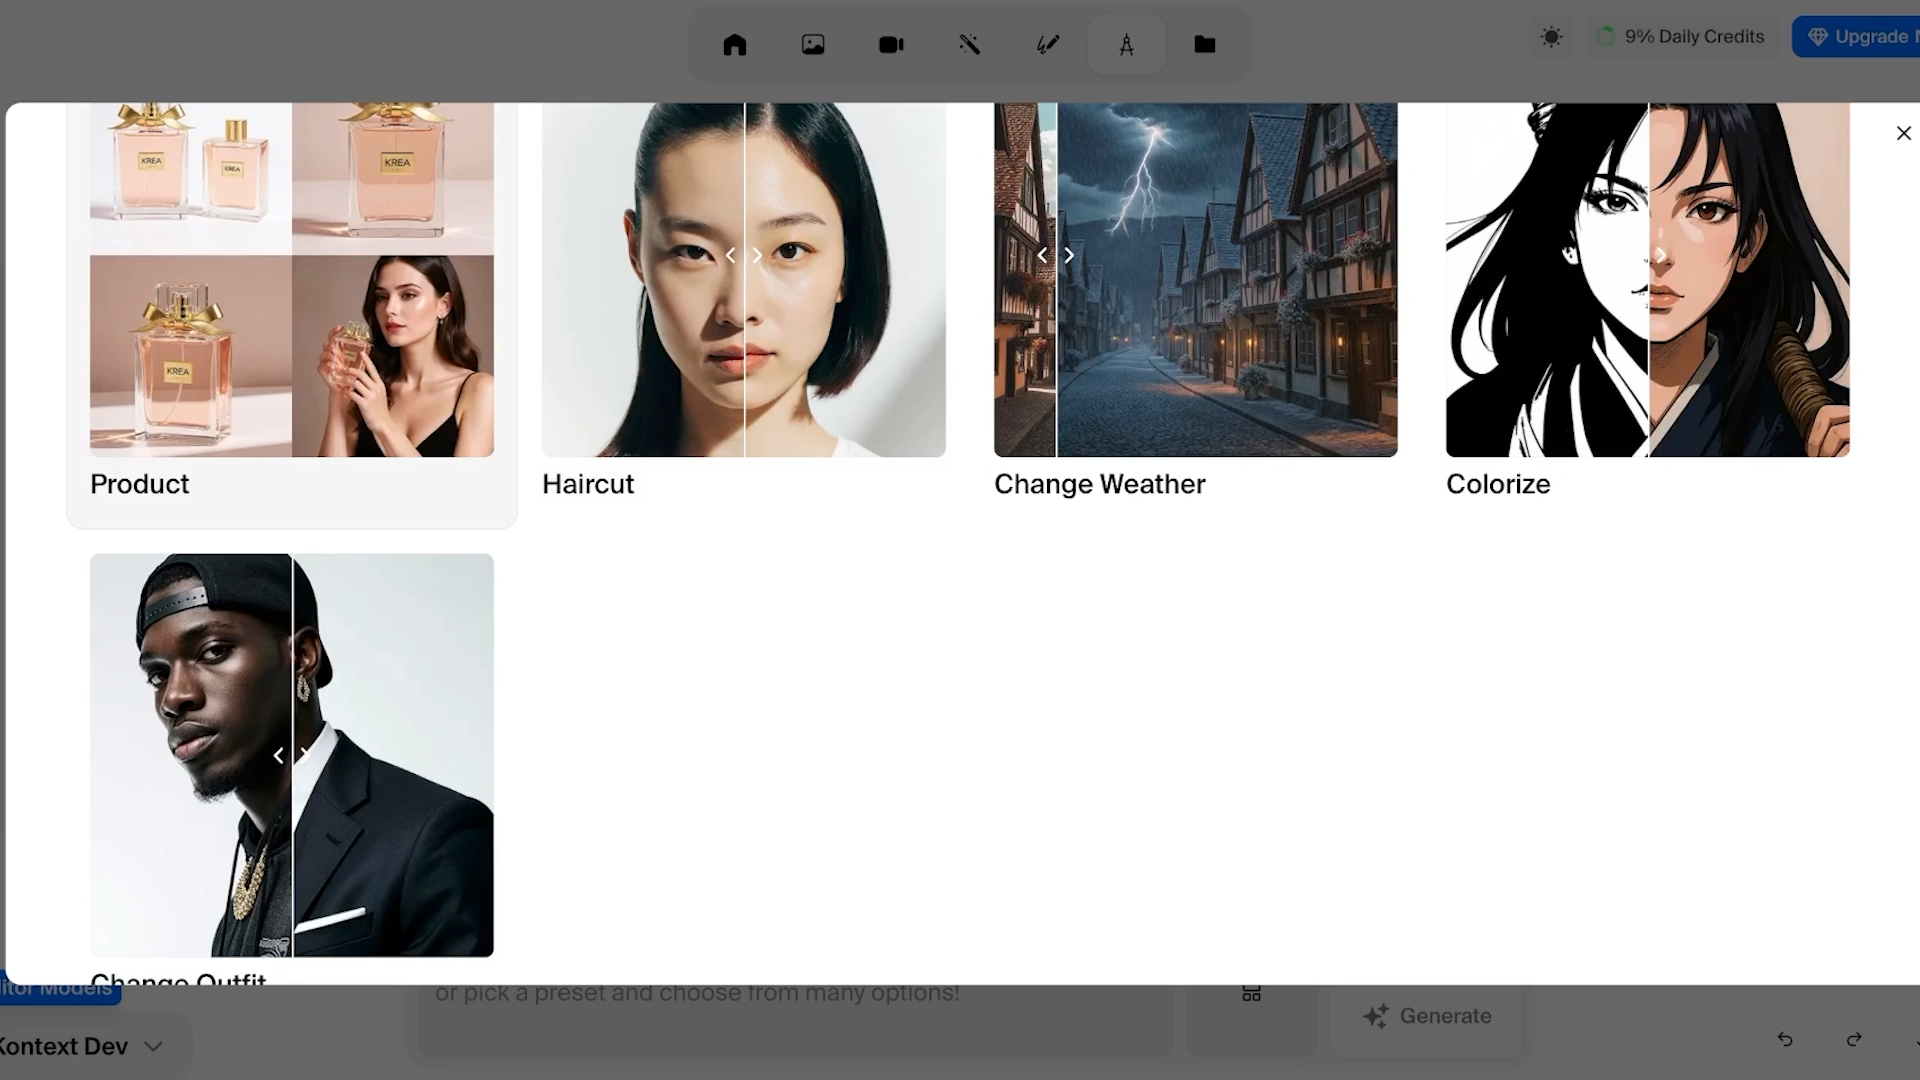 9% Daily Credits
Upgrade
KREA
KREA
KREA
KREA
Product
Haircut
Change Weather
Colorize
Change Outfit
or pick a preset and choose from many options!
Generate
Kontext Dev